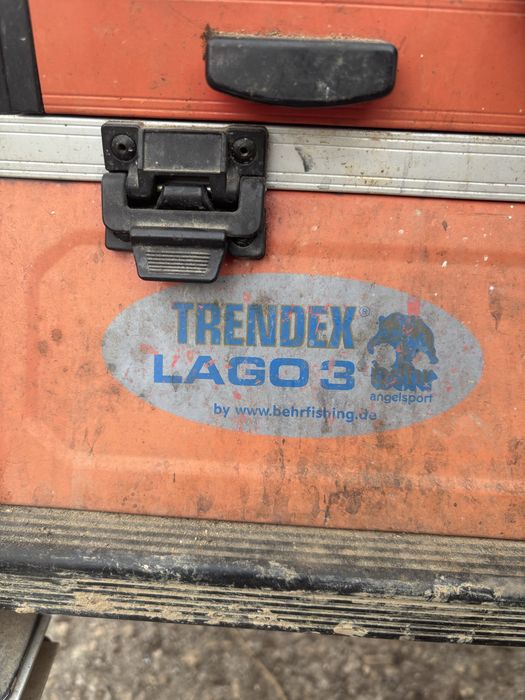 TRENDEX®
LAGO 3
behr
angelsport
by www.behrfishing.de